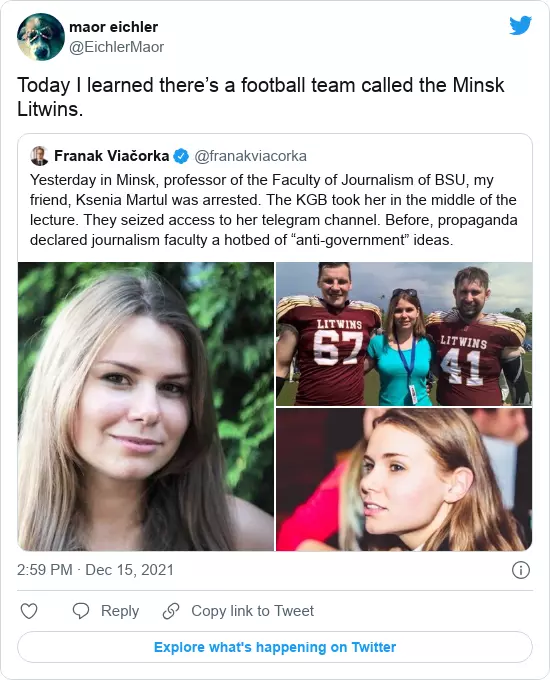 maor eichler
@EichlerMaor
Today I learned there’s a football team called the Minsk
Litwins.
Franak Viačorka @franakviacorka
Yesterday in Minsk, professor of the Faculty of Journalism of BSU, my
friend, Ksenia Martul was arrested. The KGB took her in the middle of the
lecture. They seized access to her telegram channel. Before, propaganda
declared journalism faculty a hotbed of “anti-government” ideas.
LITWINS
67
LITWINS
41
2:59 PM · Dec 15, 2021
Reply
Copy link to Tweet
Explore what's happening on Twitter